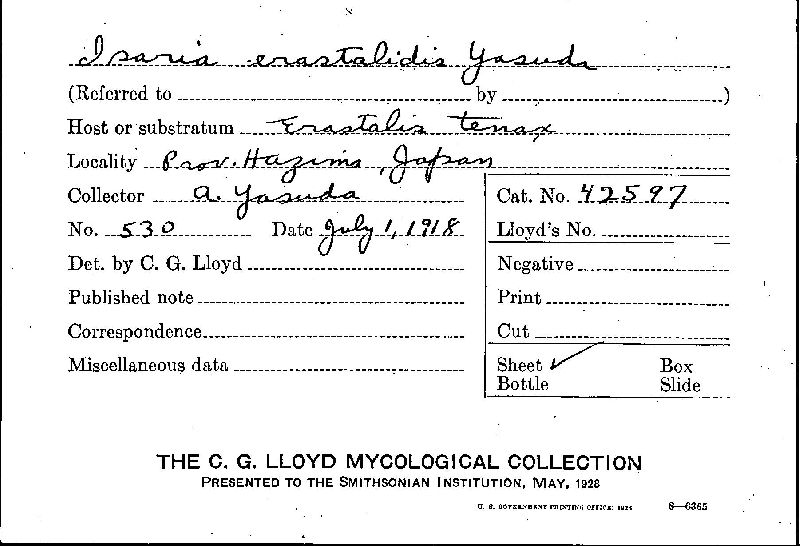 Isaria erastalidis Yasuda
(Referred to by )
Host or substratum Erastalis tenax
Locality Prov. Hazima, Japan
Collector A. Yasuda
No. 530 Date July 1, 1918
Det. by C. G. Lloyd
Published note
Correspondence
Miscellaneous data
Cat. No. 42597
Lloyd's No.
Negative
Print
Cut
Sheet ✓ Box
Bottle Slide
THE C. G. LLOYD MYCOLOGICAL COLLECTION
PRESENTED TO THE SMITHSONIAN INSTITUTION, MAY, 1928
U. S. GOVERNMENT PRINTING OFFICE: 1928 8—6365